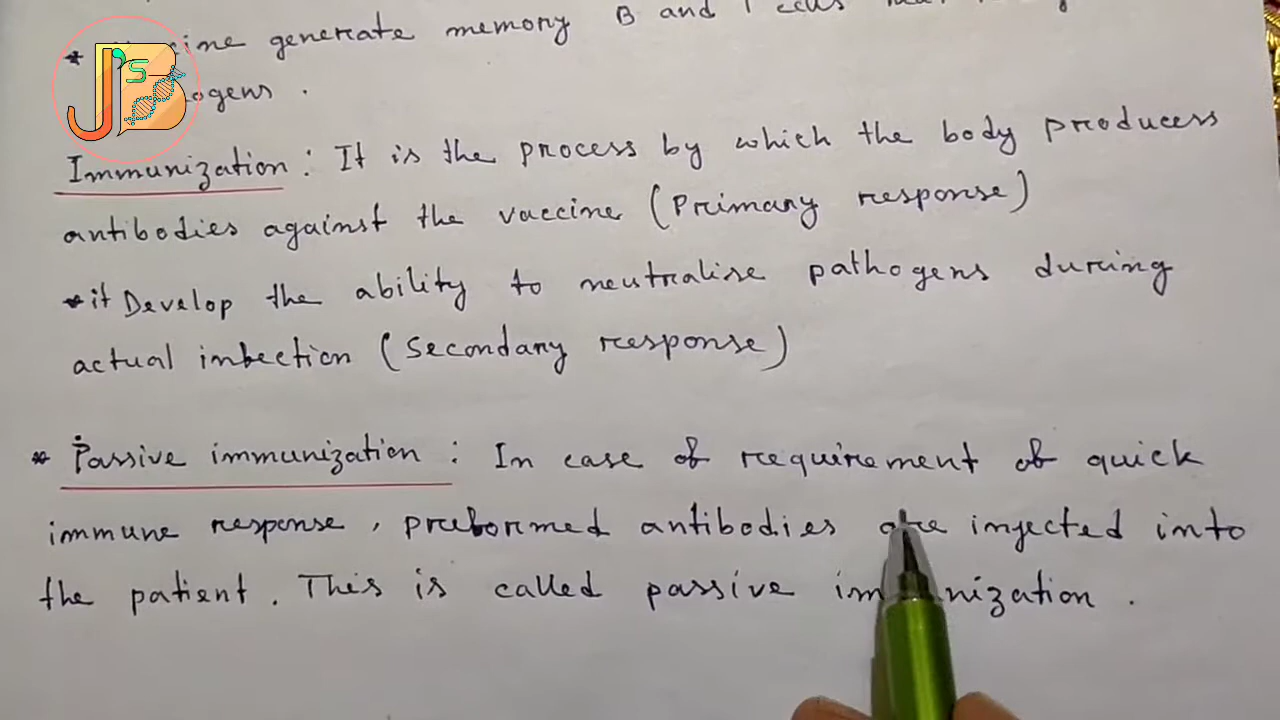 * generate memory B and T cells
J's B
ogens .
Immunization : It is the process by which the body producers
antibodies against the vaccine (Primary response)
* it Develop the ability to neutralise pathogens during
actual infection (Secondary response)
* Passive immunization : In case of requirement of quick
immune response, preformed antibodies are injected into
the patient. This is called passive immunization .